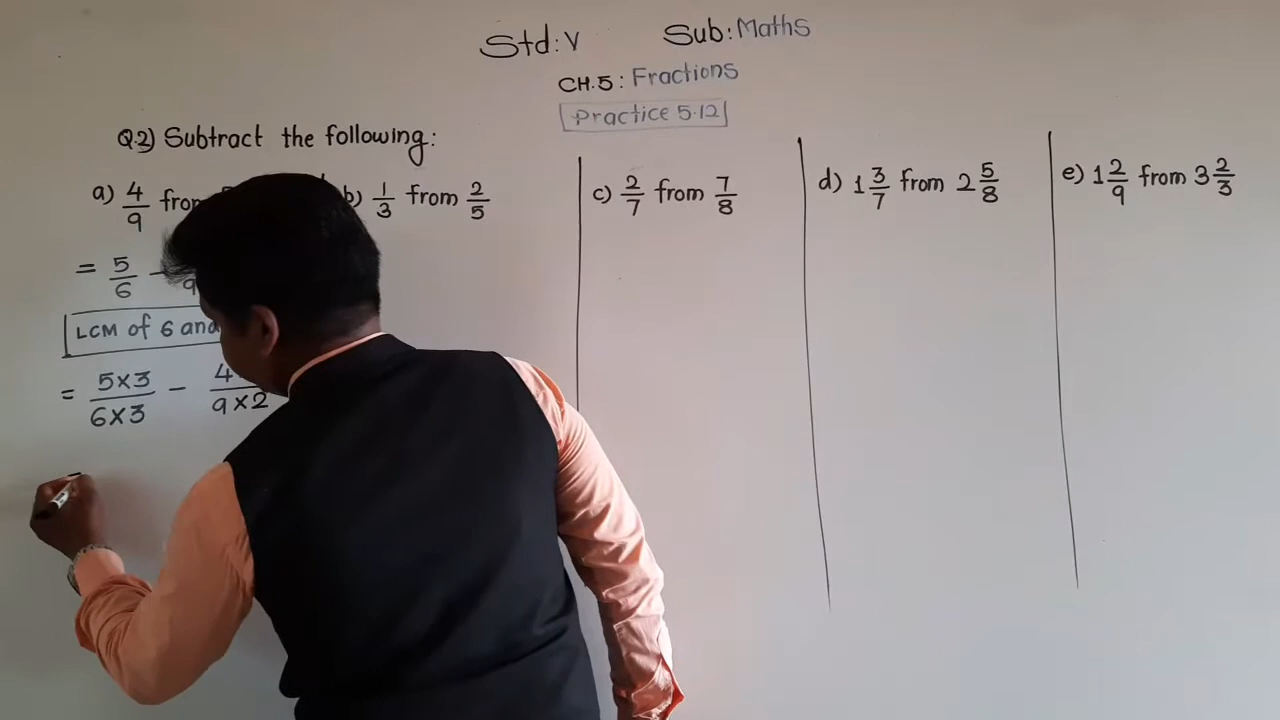 Std: V Sub: Maths
CH.5: Fractions
Practice 5.12
Q.2) Subtract the following:
a) 4/9 from
= 5/6 -
LCM of 6 and
= 5×3/6×3 - 4/9×2
b) 1/3 from 2/5
c) 2/7 from 7/8
d) 1 3/7 from 2 5/8
e) 1 2/9 from 3 2/3